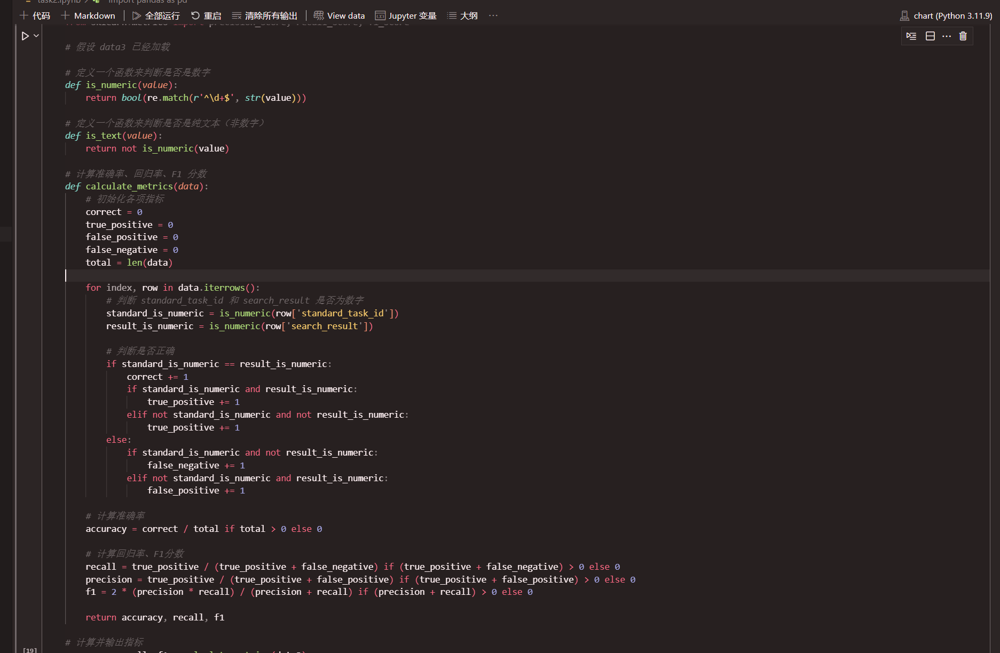 task2.ipynb > import pandas as pd
代码 Markdown 全部运行 重启 清除所有输出 View data Jupyter 变量 大纲 ··· chart (Python 3.11.9)
from sklearn.metrics import precision_score, recall_score, f1_score
# 假设 data3 已经加载
# 定义一个函数来判断是否是数字
def is_numeric(value):
    return bool(re.match(r'^\d+$', str(value)))
# 定义一个函数来判断是否是纯文本（非数字）
def is_text(value):
    return not is_numeric(value)
# 计算准确率、回归率、F1 分数
def calculate_metrics(data):
    # 初始化各项指标
    correct = 0
    true_positive = 0
    false_positive = 0
    false_negative = 0
    total = len(data)
    for index, row in data.iterrows():
        # 判断 standard_task_id 和 search_result 是否为数字
        standard_is_numeric = is_numeric(row['standard_task_id'])
        result_is_numeric = is_numeric(row['search_result'])
        # 判断是否正确
        if standard_is_numeric == result_is_numeric:
            correct += 1
            if standard_is_numeric and result_is_numeric:
                true_positive += 1
            elif not standard_is_numeric and not result_is_numeric:
                true_positive += 1
        else:
            if standard_is_numeric and not result_is_numeric:
                false_negative += 1
            elif not standard_is_numeric and result_is_numeric:
                false_positive += 1
    # 计算准确率
    accuracy = correct / total if total > 0 else 0
    # 计算回归率、F1分数
    recall = true_positive / (true_positive + false_negative) if (true_positive + false_negative) > 0 else 0
    precision = true_positive / (true_positive + false_positive) if (true_positive + false_positive) > 0 else 0
    f1 = 2 * (precision * recall) / (precision + recall) if (precision + recall) > 0 else 0
    return accuracy, recall, f1
# 计算并输出指标
[19]